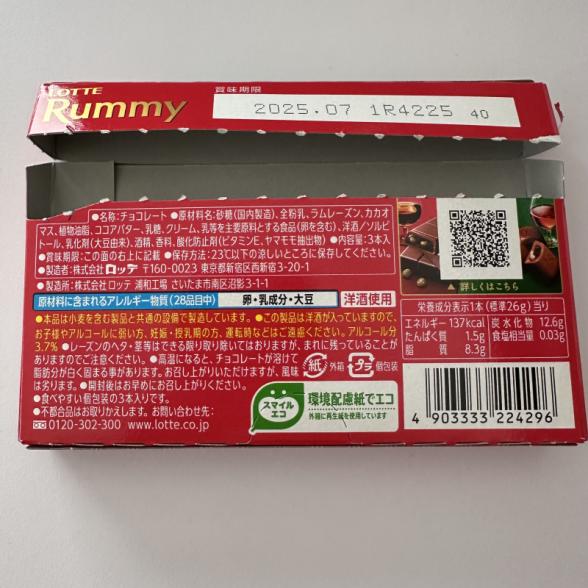 LOTTE
Rummy
賞味期限
2025.07 1R4225 40
●名称:チョコレート ●原材料名:砂糖(国内製造)、全粉乳、ラムレーズン、カカオ
マス、植物油脂、ココアバター、乳糖、クリーム、乳等を主要原料とする食品(卵を含む)、洋酒/ソルビ
トール、乳化剤(大豆由来)、酒精、香料、酸化防止剤(ビタミンE、ヤマモモ抽出物) ●内容量:3本入
●賞味期限:この面の右上に記載 ●保存方法:23℃以下の涼しいところに保存してください。
●製造者:株式会社 ロッテ 〒160-0023 東京都新宿区西新宿3-20-1
●製造所:株式会社ロッテ 浦和工場 さいたま市南区沼影3-1-1
原材料に含まれるアレルギー物質(28品目中) 卵・乳成分・大豆 洋酒使用
●本品は小麦を含む製品と共通の設備で製造しています。●この製品は洋酒が入っていますので、
お子様やアルコールに弱い方、妊娠・授乳期の方、運転時などはご遠慮ください。アルコール分
3.7% ●レーズンのヘタ・茎等はできる限り取り除いてはおりますが、まれに残っていることがあり
ますのでご注意ください。●高温になると、チョコレートが溶けて
脂肪分が白く固まる事があります。お召し上がりいただけますが、風味
は劣ります。●開封後はお早めにお召し上がりください。
●食べやすい個包装の3本入りです。
●不都合品はお取りかえします。お問い合わせ先:
0120-302-300 www.lotte.co.jp
紙 外箱 プラ 個包装
スマイル
エコ
環境配慮紙でエコ
外箱に再生紙を使用しています
▲ 詳しくはこちら
栄養成分表示1本(標準26g)当り
エネルギー 137kcal 炭水化物 12.6g
たんぱく質 1.5g 食塩相当量 0.03g
脂質 8.3g
4 903333 224296